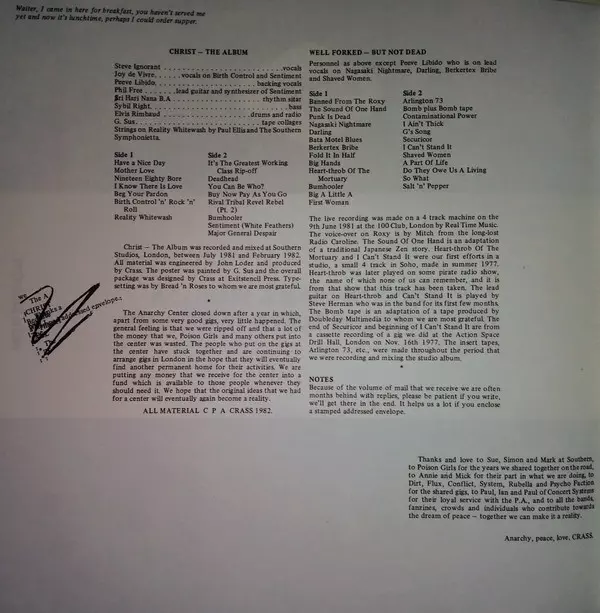 Waiter, I came in here for breakfast, you haven't served me
yet and now it's lunchtime, perhaps I could order supper.
CHRIST – THE ALBUM
Steve Ignorant . . . . . . . . . . . . . . . . . . . . . . . . . . .vocals
Joy de Vivre. . . . . .vocals on Birth Control and Sentiment
Peeve Libido. . . . . . . . . . . . . . . . . . . . .backing vocals
Phil Free . . . . . . .lead guitar and synthesizer of Sentiment
Bri Hari Nana B.A . . . . . . . . . . . . . . . . . .rhythm sitar
Sybil Right. . . . . . . . . . . . . . . . . . . . . . . . . . . . . bass
Elvis Rimbaud . . . . . . . . . . . . . . . . .drums and radio
G. Sus. . . . . . . . . . . . . . . . . . . . . . . . . .tape collages
Strings on Reality Whitewash by Paul Ellis and The Southern
Symphonietta.
Side 1
Have a Nice Day
Mother Love
Nineteen Eighty Bore
I Know There Is Love
Beg Your Pardon
Birth Control 'n' Rock 'n'
Roll
Reality Whitewash
Side 2
It's The Greatest Working
Class Rip-off
Deadhead
You Can Be Who?
Buy Now Pay As You Go
Rival Tribal Revel Rebel
(Pt. 2)
Bumhooler
Sentiment (White Feathers)
Major General Despair
Christ – The Album was recorded and mixed at Southern
Studios, London, between July 1981 and February 1982.
All material was engineered by John Loder and produced
by Crass. The poster was painted by G. Sus and the overall
package was designed by Crass at Exitstencil Press. Type-
setting was by Bread 'n Roses to whom we are most grateful.
*
The Anarchy Center closed down after a year in which,
apart from some very good gigs, very little happened. The
general feeling is that we were ripped off and that a lot of
the money that we, Poison Girls and many others put into
the center was wasted. The people who put on the gigs at
the center have stuck together and are continuing to
arrange gigs in London in the hope that they will eventually
find another permanent home for their activities. We are
putting any money that we receive for the center into a
fund which is available to those people whenever they
should need it. We hope that the original ideas that we had
for a center will eventually again become a reality.
ALL MATERIAL C P A CRASS 1982.
WELL FORKED – BUT NOT DEAD
Personnel as above except Peeve Libido who is on lead
vocals on Nagasaki Nightmare, Darling, Berkertex Bribe
and Shaved Women.
Side 1
Banned From The Roxy
The Sound Of One Hand
Punk Is Dead
Nagasaki Nightmare
Darling
Bata Motel Blues
Berkertex Bribe
Fold It In Half
Big Hands
Heart-throb Of The
Mortuary
Bumhooler
Big A Little A
First Woman
Side 2
Arlington 73
Bomb plus Bomb tape
Contaminational Power
I Ain't Thick
G's Song
Securicor
I Can't Stand It
Shaved Women
A Part Of Life
Do They Owe Us A Living
So What
Salt 'n' Pepper
The live recording was made on a 4 track machine on the
9th June 1981 at the 100 Club, London by Real Time Music.
The voice-over on Roxy is by Mitch from the long-lost
Radio Caroline. The Sound Of One Hand is an adaptation
of a traditional Japanese Zen story. Heart-throb Of The
Mortuary and I Can't Stand It were our first efforts in a
studio, a small 4 track in Soho, made in summer 1977.
Heart-throb was later played on some pirate radio show,
the name of which none of us can remember, and it is
from that show that this track has been taken. The lead
guitar on Heart-throb and Can't Stand It is played by
Steve Herman who was in the band for its first few months.
The Bomb tape is an adaptation of a tape produced by
Doubleday Multimedia to whom we are most grateful. The
end of Securicor and beginning of I Can't Stand It are from
a cassette recording of a gig we did at the Action Space
Drill Hall, London on Nov. 16th 1977. The insert tapes,
Arlington 73, etc., were made throughout the period that
we were recording and mixing the studio album.
*
NOTES
Because of the volume of mail that we receive we are often
months behind with replies, please be patient if you write,
we'll get there in the end. It helps us a lot if you enclose
a stamped addressed envelope.
we
The A
CHRIST
addressed envelope.
Thanks and love to Sue, Simon and Mark at Southern,
to Poison Girls for the years we shared together on the road,
to Annie and Mick for their part in what we are doing, to
Dirt, Flux, Conflict, System, Rubella and Psycho Faction
for the shared gigs, to Paul, Ian and Paul of Concert Systems
for their loyal service with the P.A., and to all the bands,
fanzines, crowds and individuals who contribute towards
the dream of peace – together we can make it a reality.
Anarchy, peace, love, CRASS.